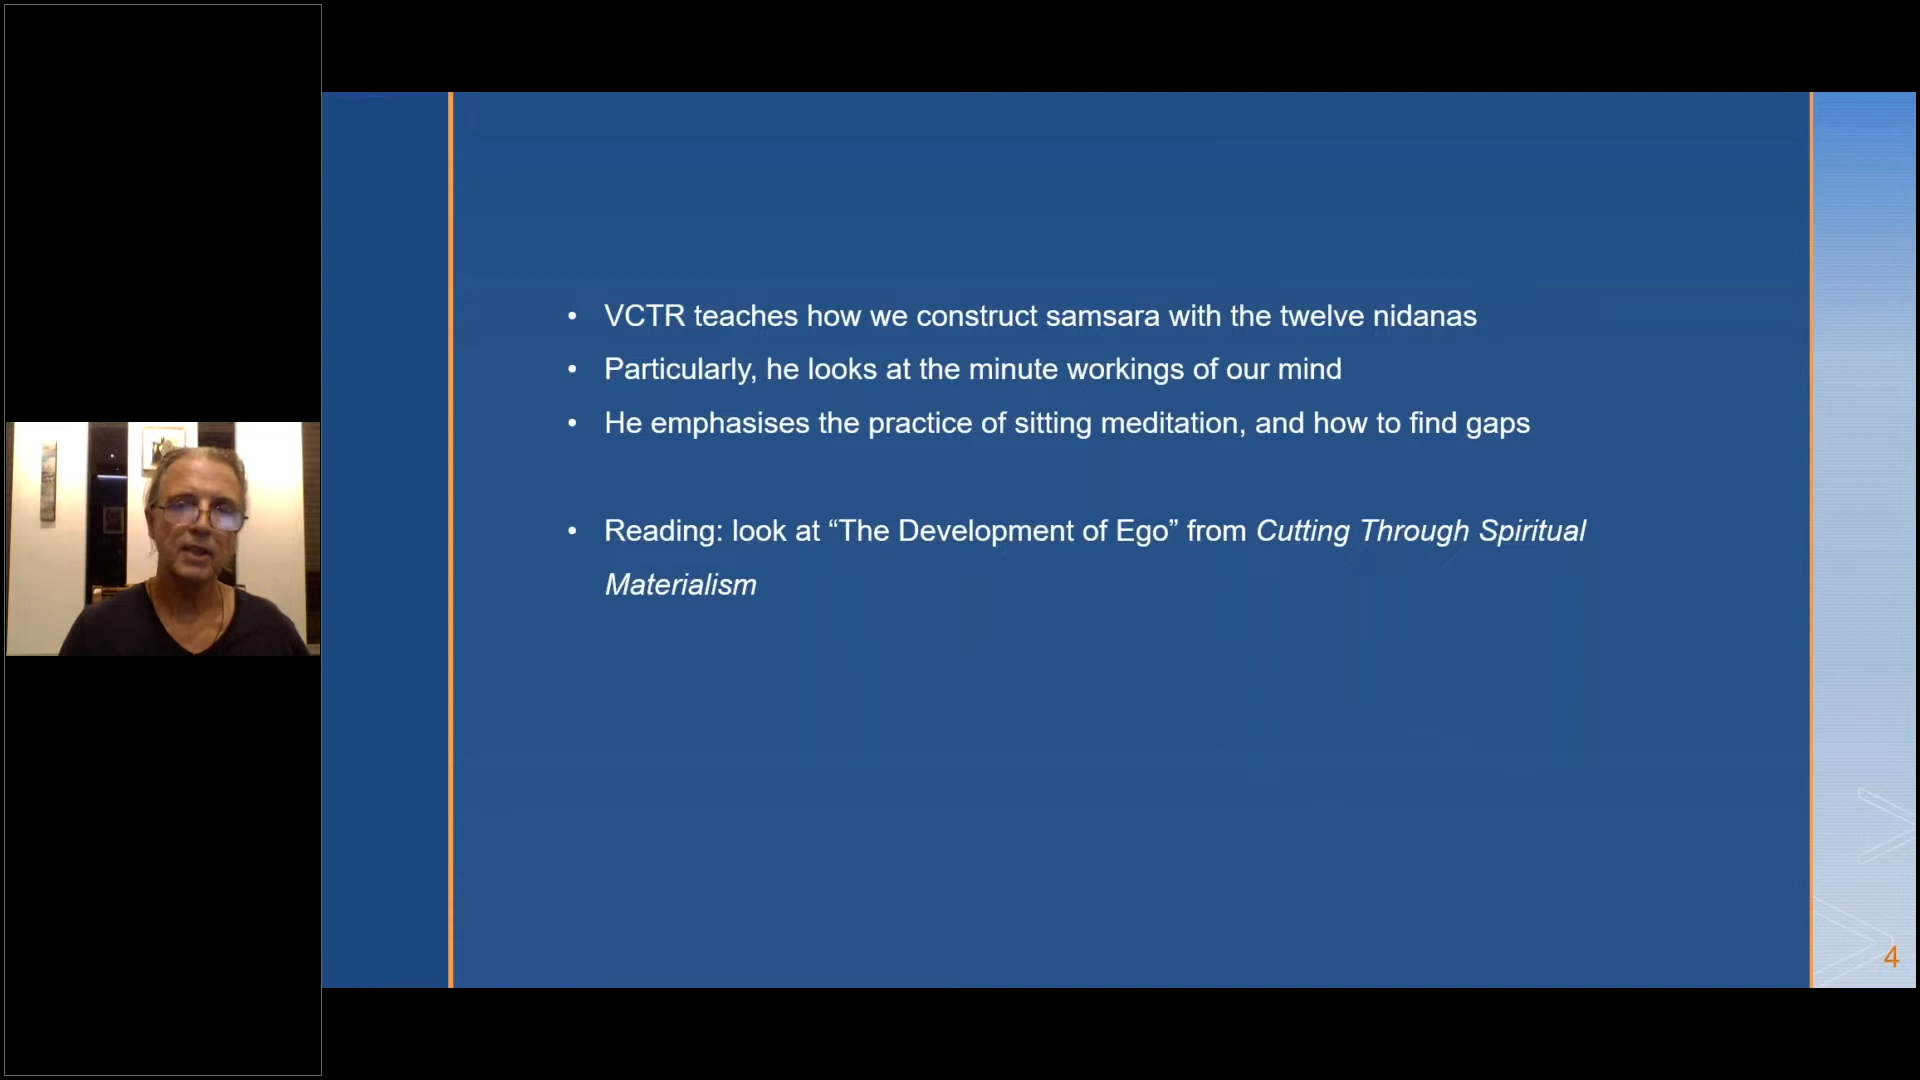 • VCTR teaches how we construct samsara with the twelve nidanas
• Particularly, he looks at the minute workings of our mind
• He emphasises the practice of sitting meditation, and how to find gaps
• Reading: look at “The Development of Ego” from Cutting Through Spiritual
Materialism
4